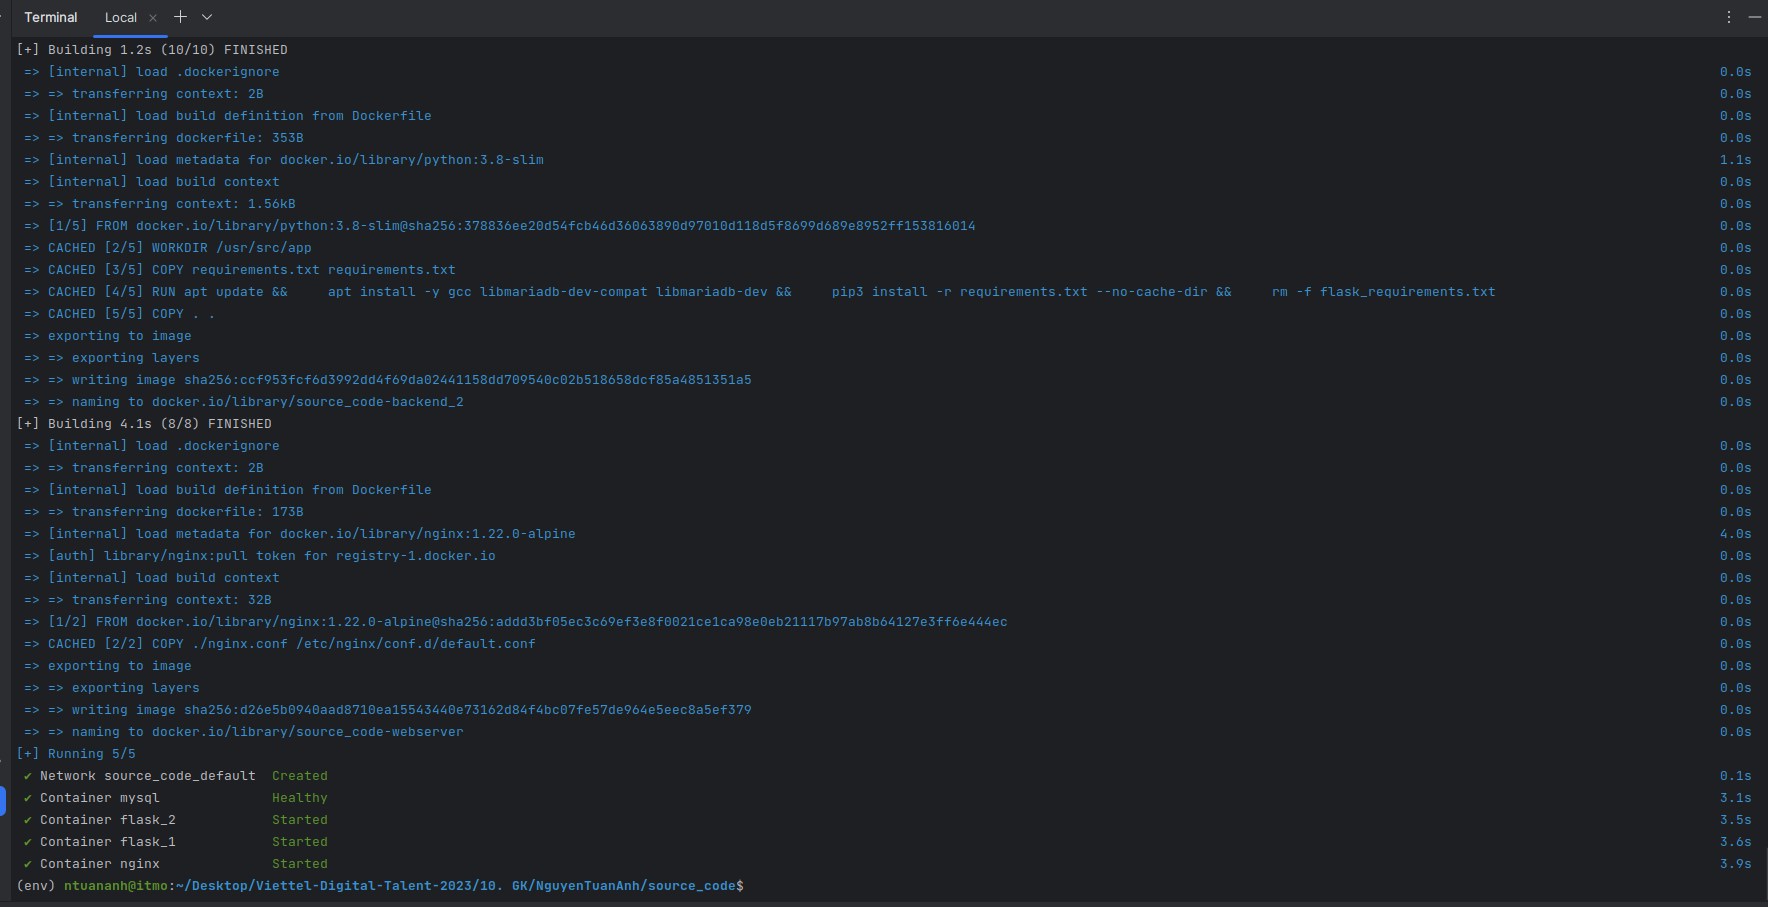 Terminal Local
[+] Building 1.2s (10/10) FINISHED
=> [internal] load .dockerignore 0.0s
=> => transferring context: 2B 0.0s
=> [internal] load build definition from Dockerfile 0.0s
=> => transferring dockerfile: 353B 0.0s
=> [internal] load metadata for docker.io/library/python:3.8-slim 1.1s
=> [internal] load build context 0.0s
=> => transferring context: 1.56kB 0.0s
=> [1/5] FROM docker.io/library/python:3.8-slim@sha256:378836ee20d54fcb46d36063890d97010d118d5f8699d689e8952ff153816014 0.0s
=> CACHED [2/5] WORKDIR /usr/src/app 0.0s
=> CACHED [3/5] COPY requirements.txt requirements.txt 0.0s
=> CACHED [4/5] RUN apt update &&     apt install -y gcc libmariadb-dev-compat libmariadb-dev &&     pip3 install -r requirements.txt --no-cache-dir &&     rm -f flask_requirements.txt 0.0s
=> CACHED [5/5] COPY . . 0.0s
=> exporting to image 0.0s
=> => exporting layers 0.0s
=> => writing image sha256:ccf953fcf6d3992dd4f69da02441158dd709540c02b518658dcf85a4851351a5 0.0s
=> => naming to docker.io/library/source_code-backend_2 0.0s
[+] Building 4.1s (8/8) FINISHED
=> [internal] load .dockerignore 0.0s
=> => transferring context: 2B 0.0s
=> [internal] load build definition from Dockerfile 0.0s
=> => transferring dockerfile: 173B 0.0s
=> [internal] load metadata for docker.io/library/nginx:1.22.0-alpine 4.0s
=> [auth] library/nginx:pull token for registry-1.docker.io 0.0s
=> [internal] load build context 0.0s
=> => transferring context: 32B 0.0s
=> [1/2] FROM docker.io/library/nginx:1.22.0-alpine@sha256:addd3bf05ec3c69ef3e8f0021ce1ca98e0eb21117b97ab8b64127e3ff6e444ec 0.0s
=> CACHED [2/2] COPY ./nginx.conf /etc/nginx/conf.d/default.conf 0.0s
=> exporting to image 0.0s
=> => exporting layers 0.0s
=> => writing image sha256:d26e5b0940aad8710ea15543440e73162d84f4bc07fe57de964e5eec8a5ef379 0.0s
=> => naming to docker.io/library/source_code-webserver 0.0s
[+] Running 5/5
✔ Network source_code_default  Created 0.1s
✔ Container mysql              Healthy 3.1s
✔ Container flask_2            Started 3.5s
✔ Container flask_1            Started 3.6s
✔ Container nginx              Started 3.9s
(env) ntuananh@itmo:~/Desktop/Viettel-Digital-Talent-2023/10. GK/NguyenTuanAnh/source_code$